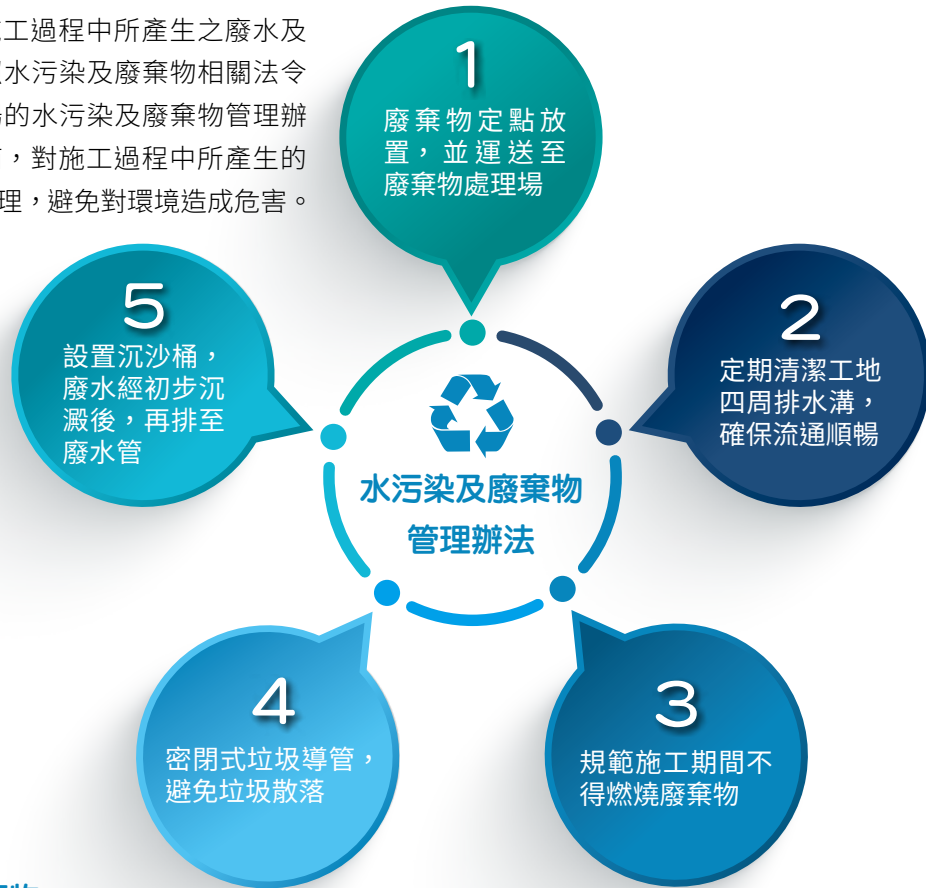 工過程中所產生之廢水及
水污染及廢棄物相關法令
的水污染及廢棄物管理辦
,對施工過程中所產生的
理,避免對環境造成危害。
1
廢棄物定點放
置,並運送至
廢棄物處理場
2
定期清潔工地
四周排水溝,
確保流通順暢
3
規範施工期間不
得燃燒廢棄物
4
密閉式垃圾導管,
避免垃圾散落
5
設置沉沙桶,
廢水經初步沉
澱後,再排至
廢水管
水污染及廢棄物
管理辦法